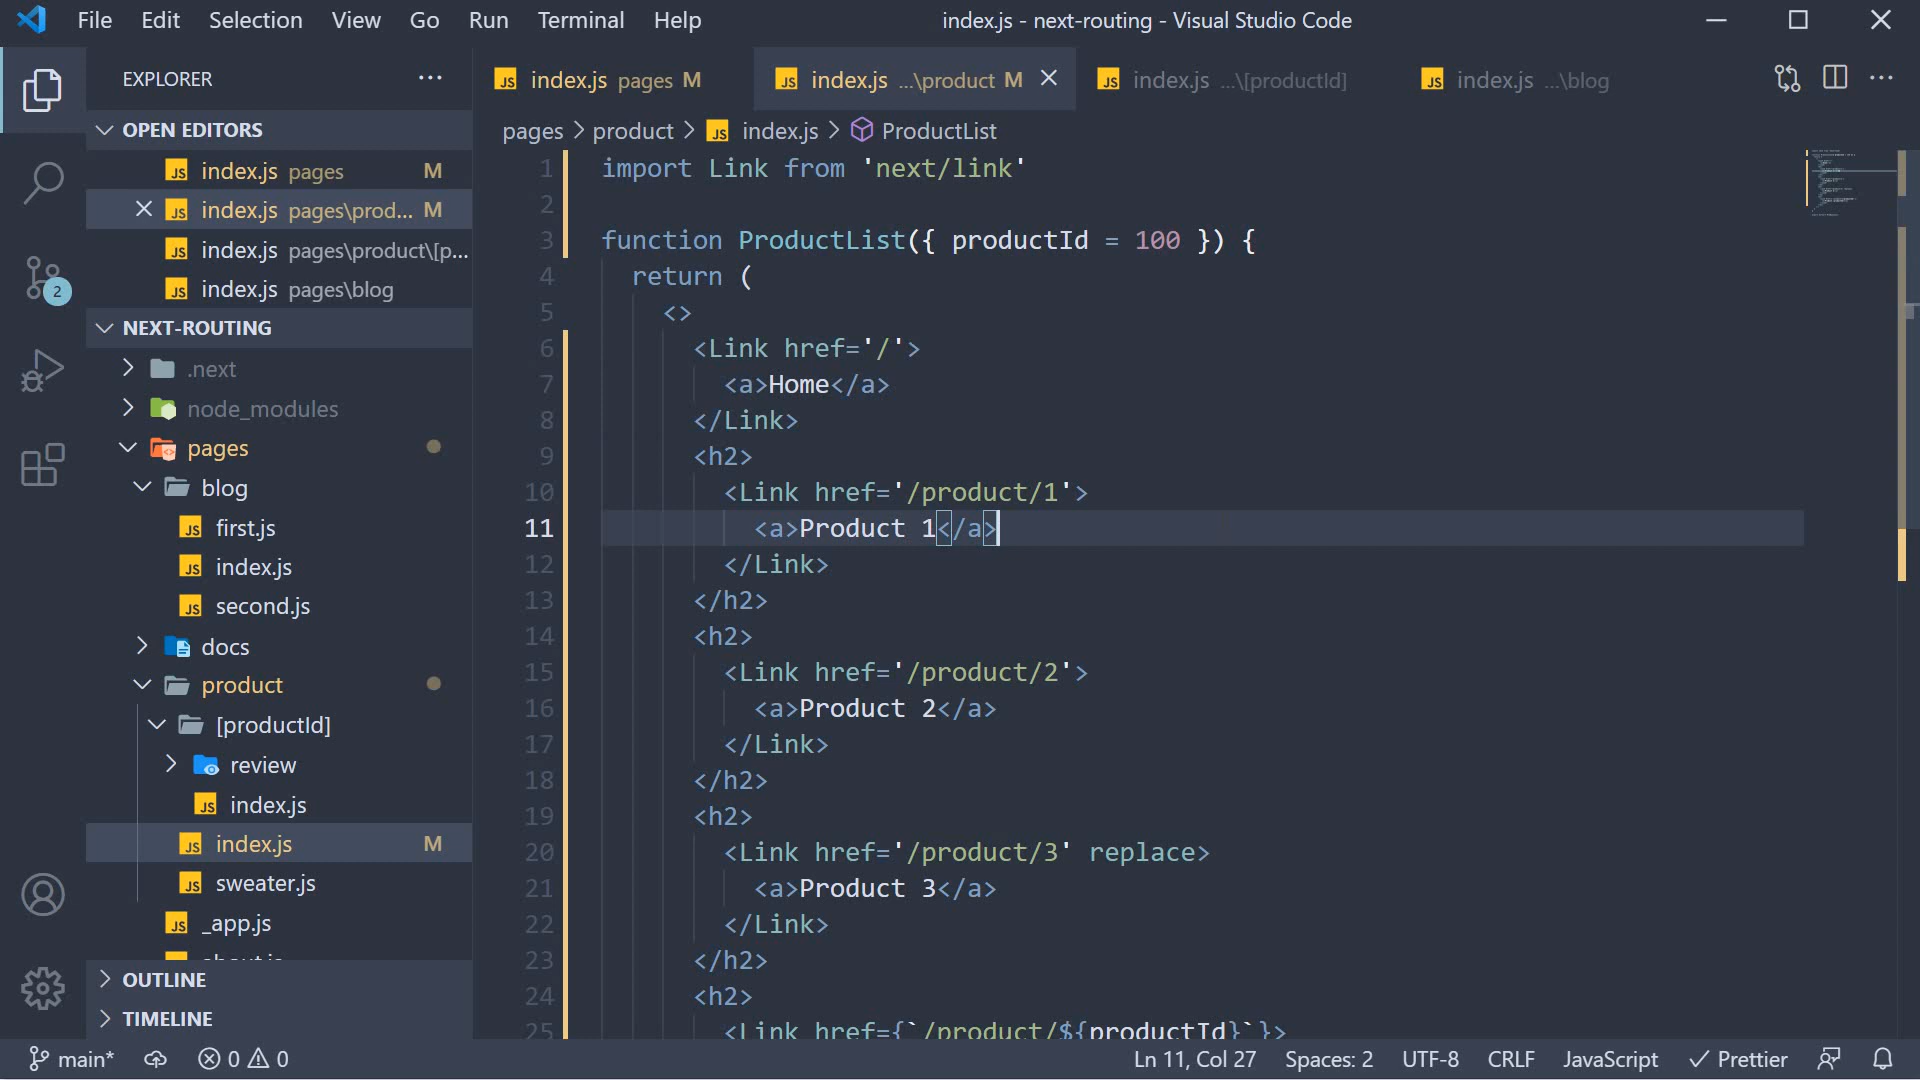 File Edit Selection View Go Run Terminal Help
index.js - next-routing - Visual Studio Code
EXPLORER
OPEN EDITORS
index.js pages M
index.js pages\prod... M
index.js pages\product\[p...
index.js pages\blog
NEXT-ROUTING
.next
node_modules
pages
blog
first.js
index.js
second.js
docs
product
[productId]
review
index.js
index.js M
sweater.js
_app.js
OUTLINE
TIMELINE
2
index.js pages M
index.js ...\product M
index.js ...\[productId]
index.js ...\blog
pages > product > JS index.js > ProductList
1 import Link from 'next/link'
2
3 function ProductList({ productId = 100 }) {
4 return (
5 <>
6 <Link href='/'>
7 <a>Home</a>
8 </Link>
9 <h2>
10 <Link href='/product/1'>
11 <a>Product 1</a>
12 </Link>
13 </h2>
14 <h2>
15 <Link href='/product/2'>
16 <a>Product 2</a>
17 </Link>
18 </h2>
19 <h2>
20 <Link href='/product/3' replace>
21 <a>Product 3</a>
22 </Link>
23 </h2>
24 <h2>
25 <Link href={`/product/${productId}`}>
main* 0 0
Ln 11, Col 27 Spaces: 2 UTF-8 CRLF JavaScript Prettier